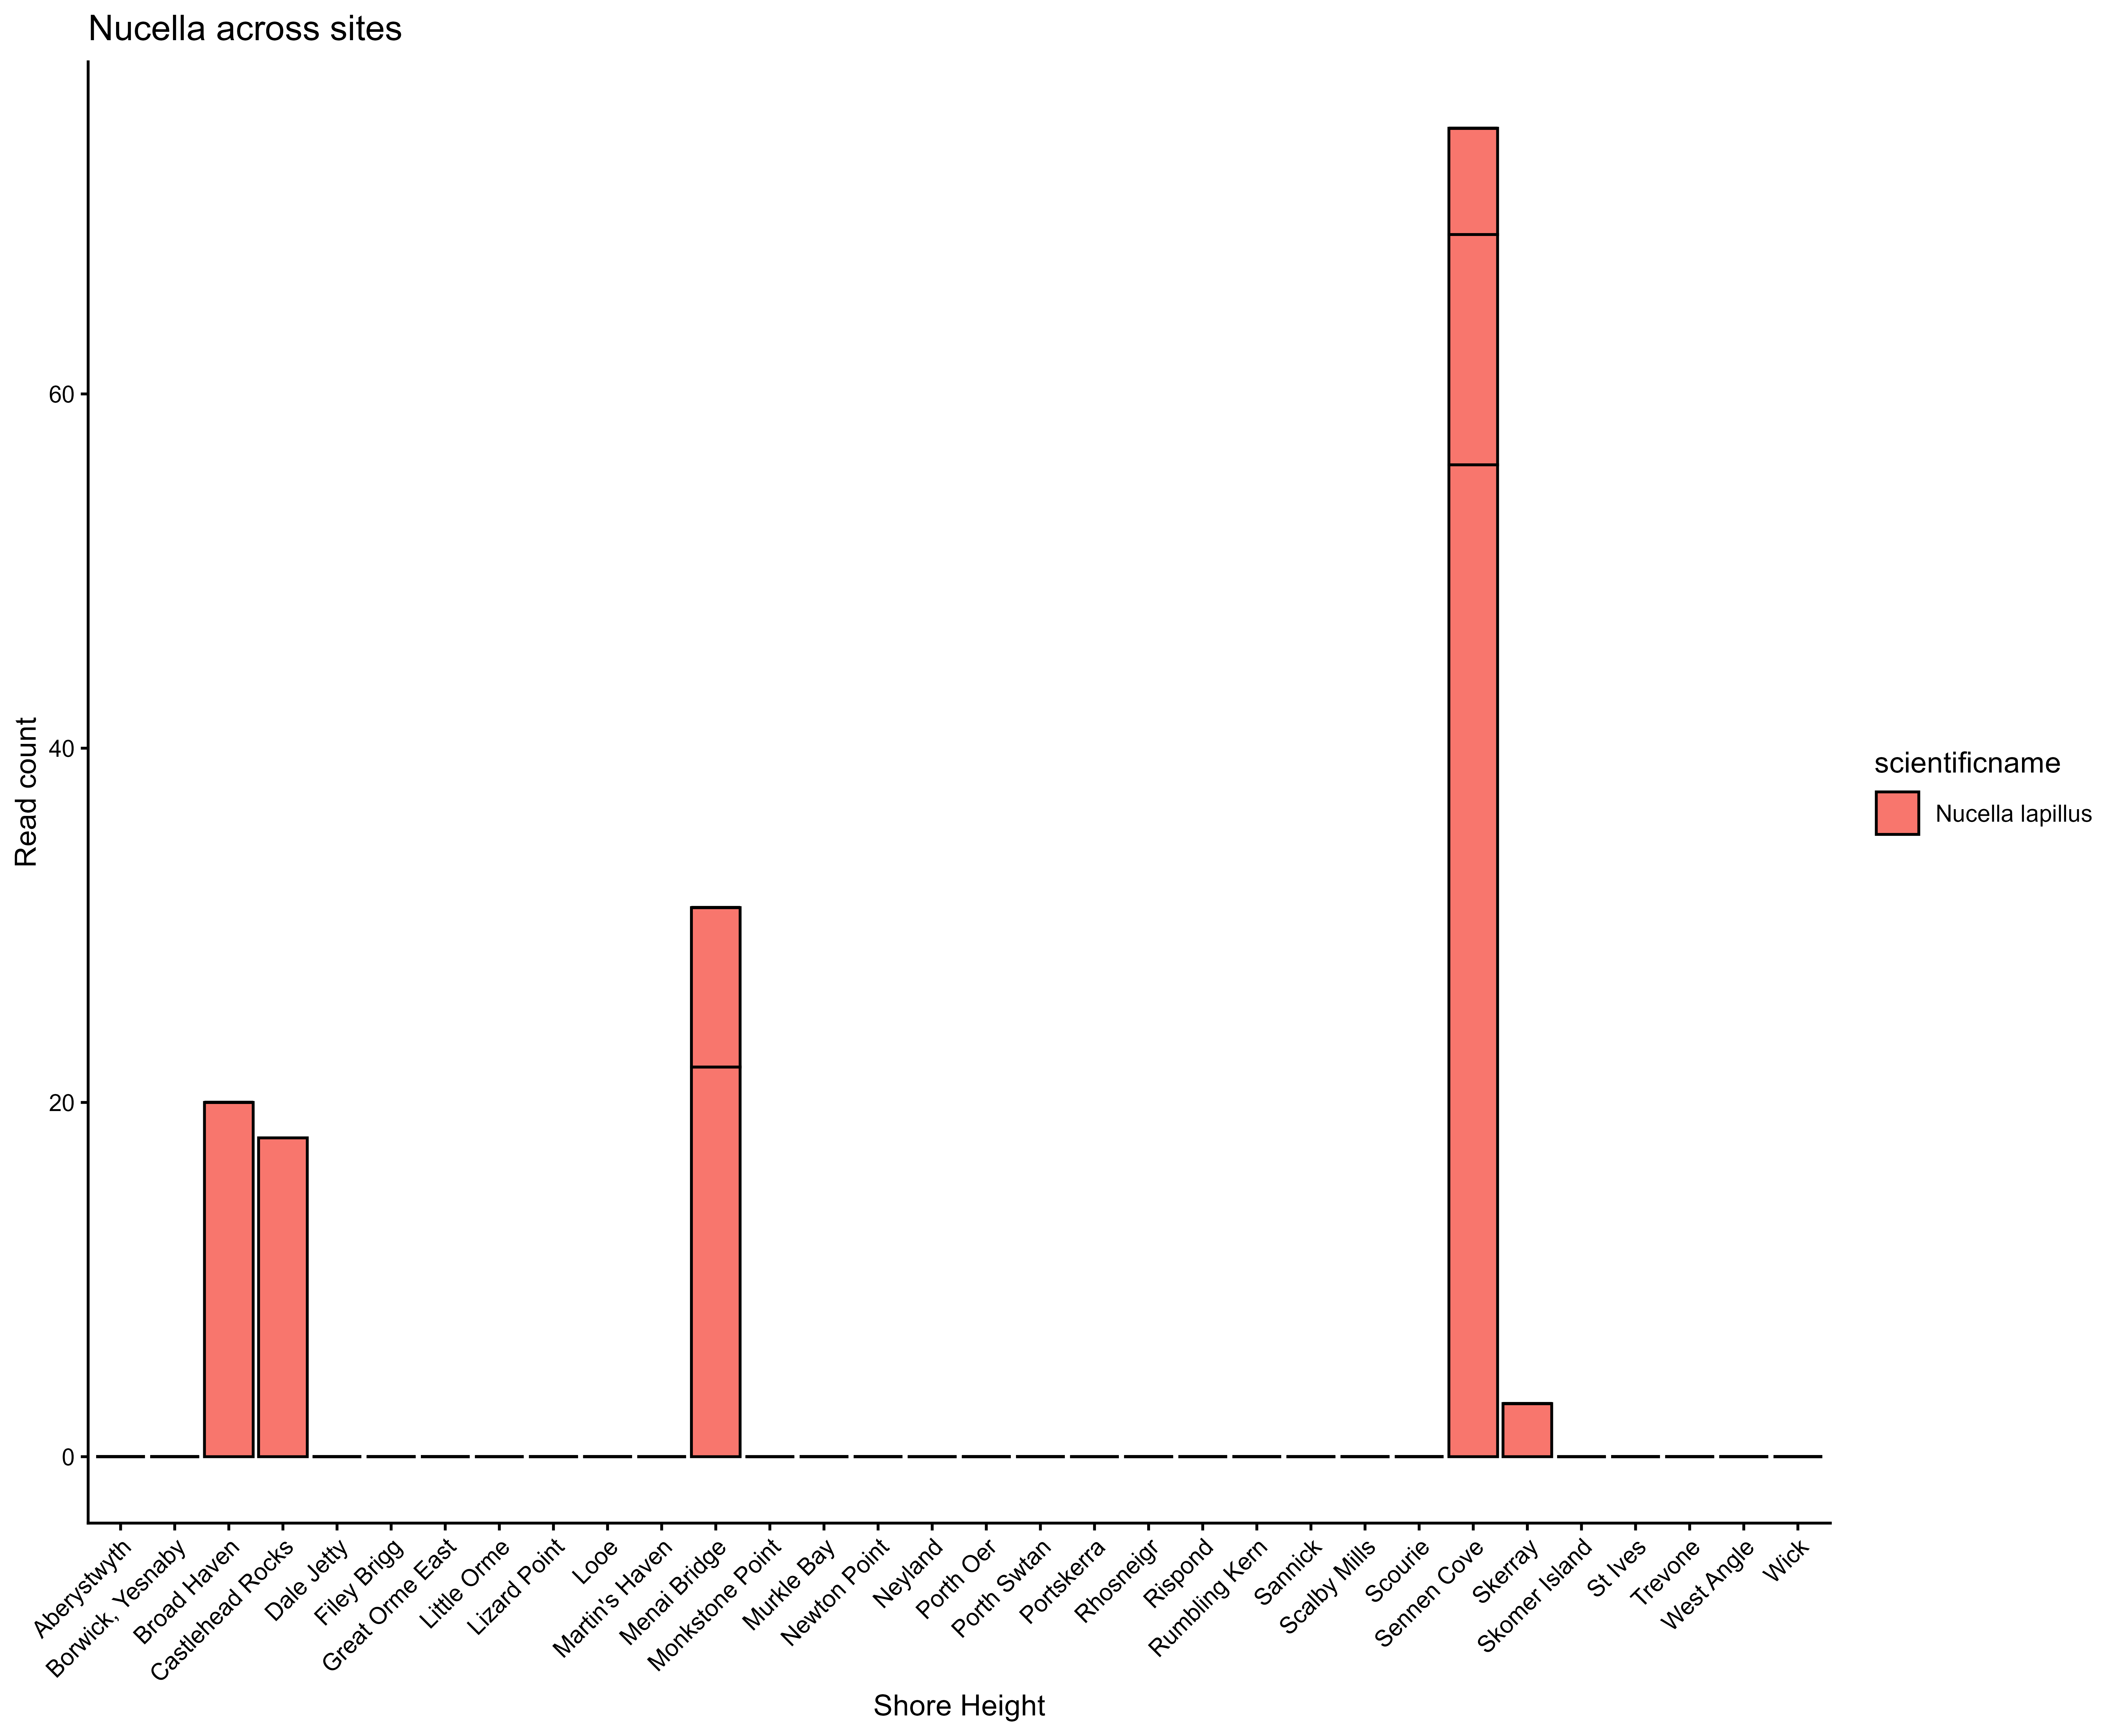 Nucella across sites
Read count
60
40
20
0
Aberystwyth
Borwick, Yesnaby
Broad Haven
Castlehead Rocks
Dale Jetty
Filey Brigg
Great Orme East
Little Orme
Lizard Point
Looe
Martin's Haven
Menai Bridge
Monkstone Point
Murkle Bay
Newton Point
Neyland
Porth Oer
Porth Swtan
Portskerra
Rhosneigr
Rispond
Rumbling Kern
Sannick
Scalby Mills
Scourie
Sennen Cove
Skerray
Skomer Island
St Ives
Trevone
West Angle
Wick
Shore Height
scientificname
Nucella lapillus